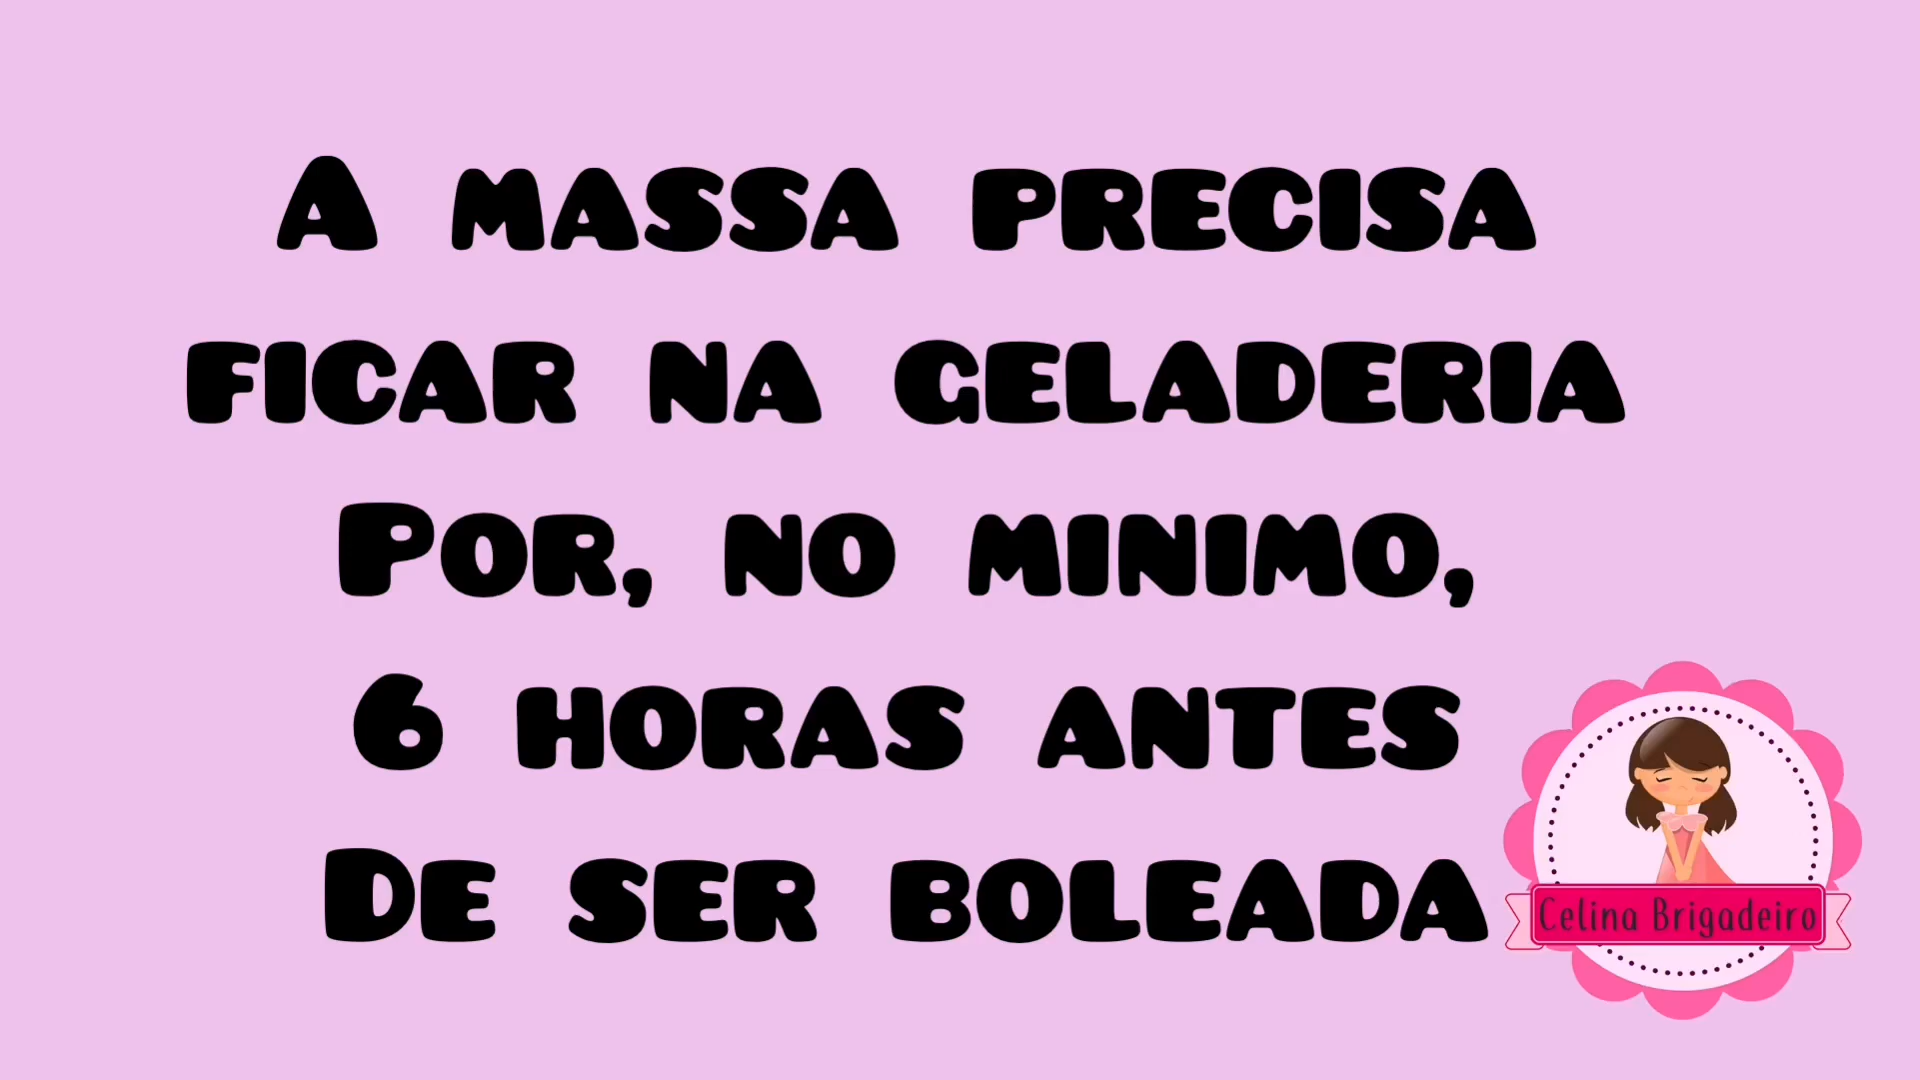 A MASSA PRECISA
FICAR NA GELADERIA
POR, NO MINIMO,
6 HORAS ANTES
DE SER BOLEADA
Celina Brigadeiro